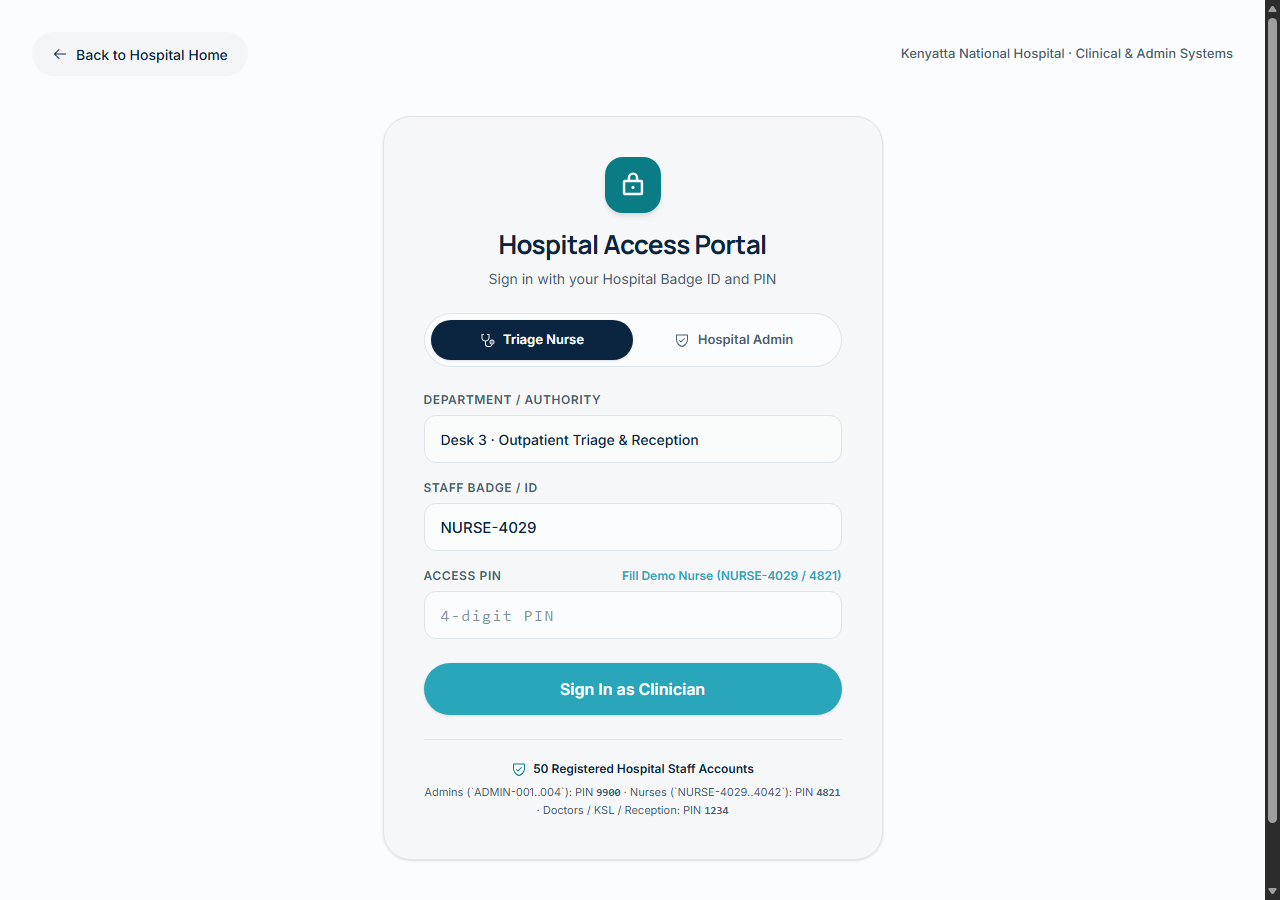 Back to Hospital Home
Kenyatta National Hospital · Clinical & Admin Systems
Hospital Access Portal
Sign in with your Hospital Badge ID and PIN
Triage Nurse
Hospital Admin
DEPARTMENT / AUTHORITY
Desk 3 · Outpatient Triage & Reception
STAFF BADGE / ID
NURSE-4029
ACCESS PIN
Fill Demo Nurse (NURSE-4029 / 4821)
4-digit PIN
Sign In as Clinician
50 Registered Hospital Staff Accounts
Admins (`ADMIN-001..004`): PIN 9900 · Nurses (`NURSE-4029..4042`): PIN 4821
· Doctors / KSL / Reception: PIN 1234